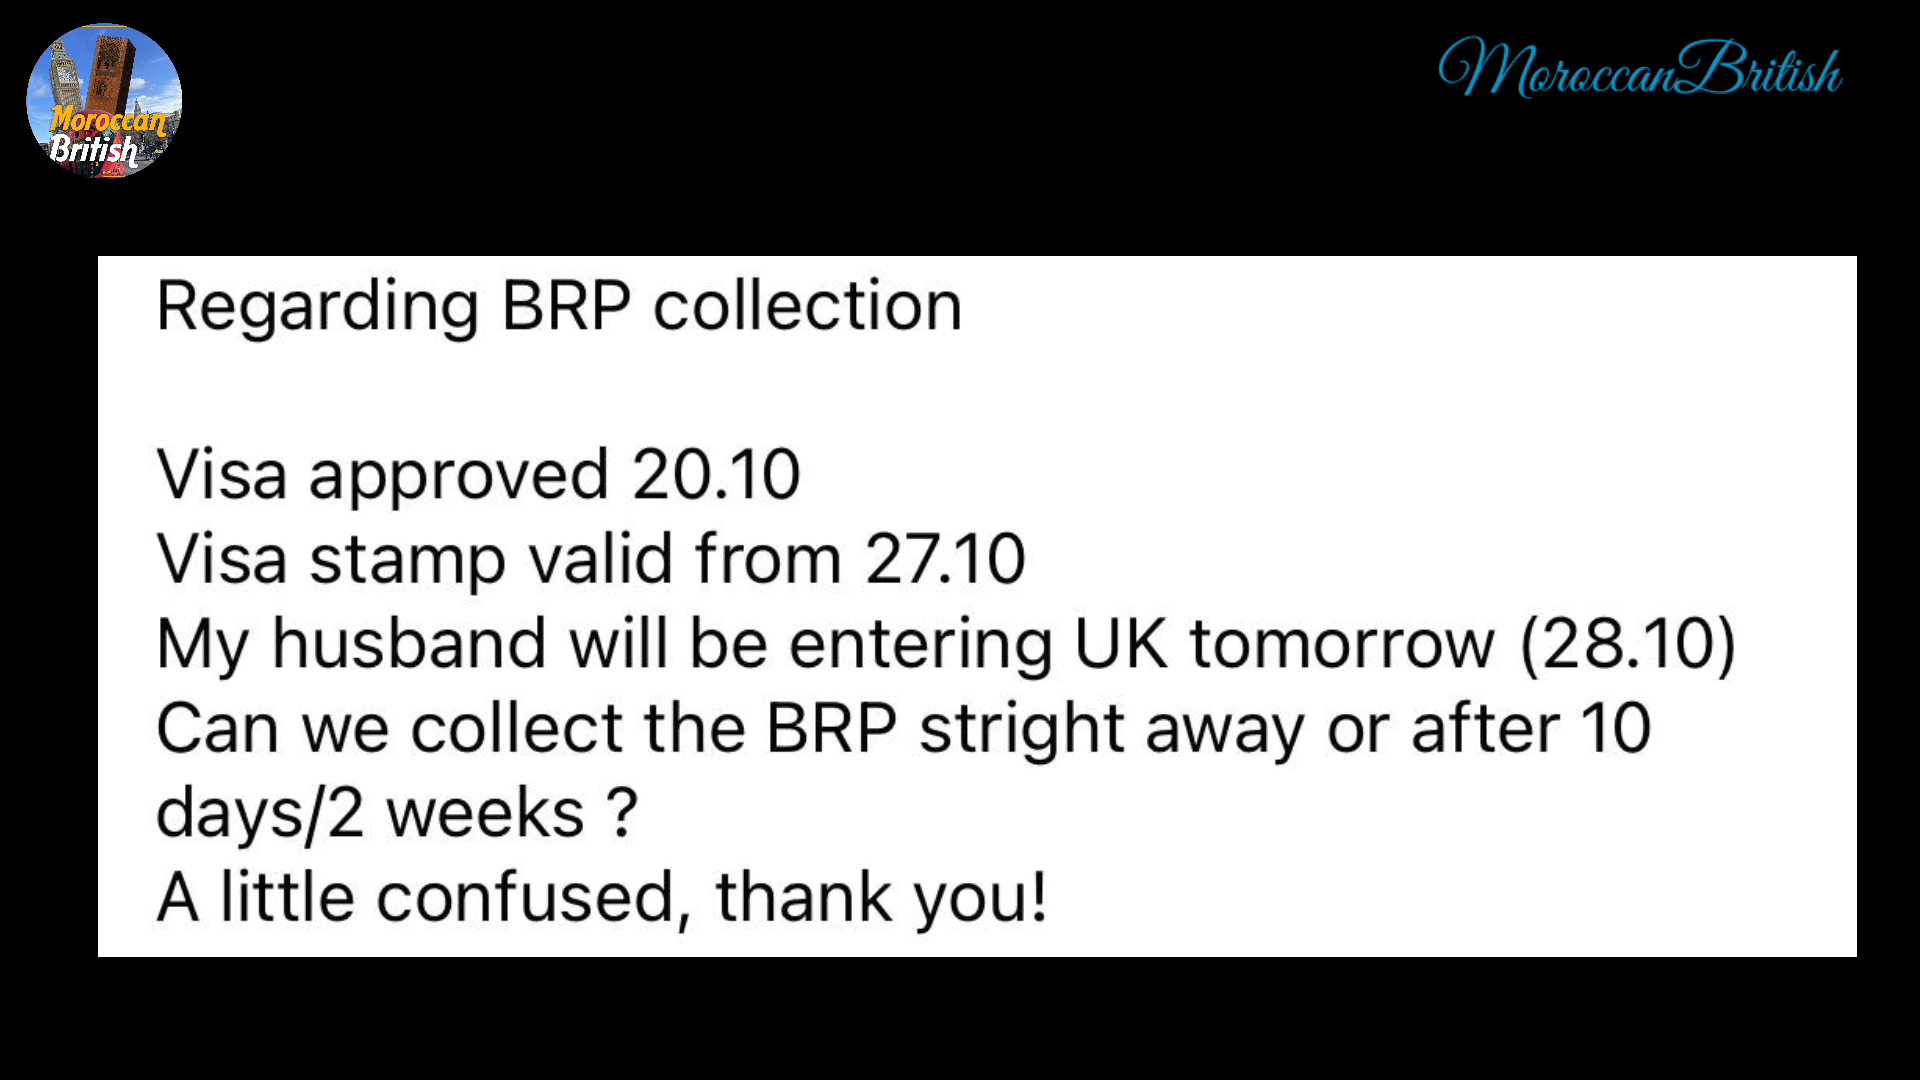 Moroccan
British
MoroccanBritish
Regarding BRP collection
Visa approved 20.10
Visa stamp valid from 27.10
My husband will be entering UK tomorrow (28.10)
Can we collect the BRP stright away or after 10
days/2 weeks ?
A little confused, thank you!